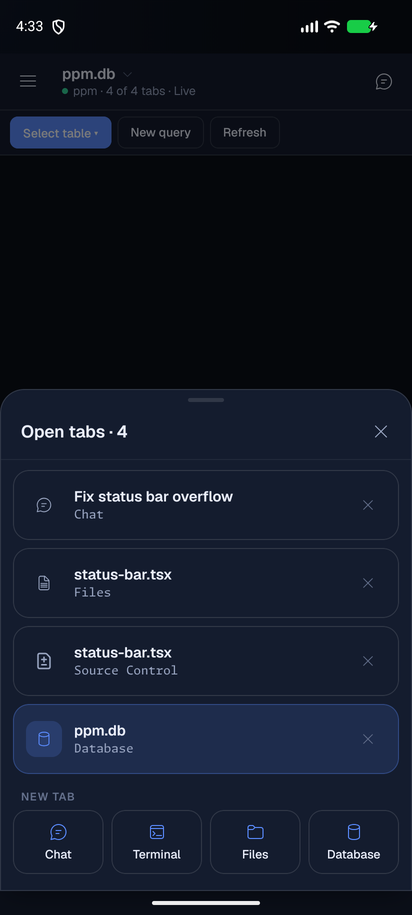 4:33
ppm.db
ppm · 4 of 4 tabs · Live
Select table
New query
Refresh
Open tabs · 4
Fix status bar overflow
Chat
status-bar.tsx
Files
status-bar.tsx
Source Control
ppm.db
Database
NEW TAB
Chat
Terminal
Files
Database